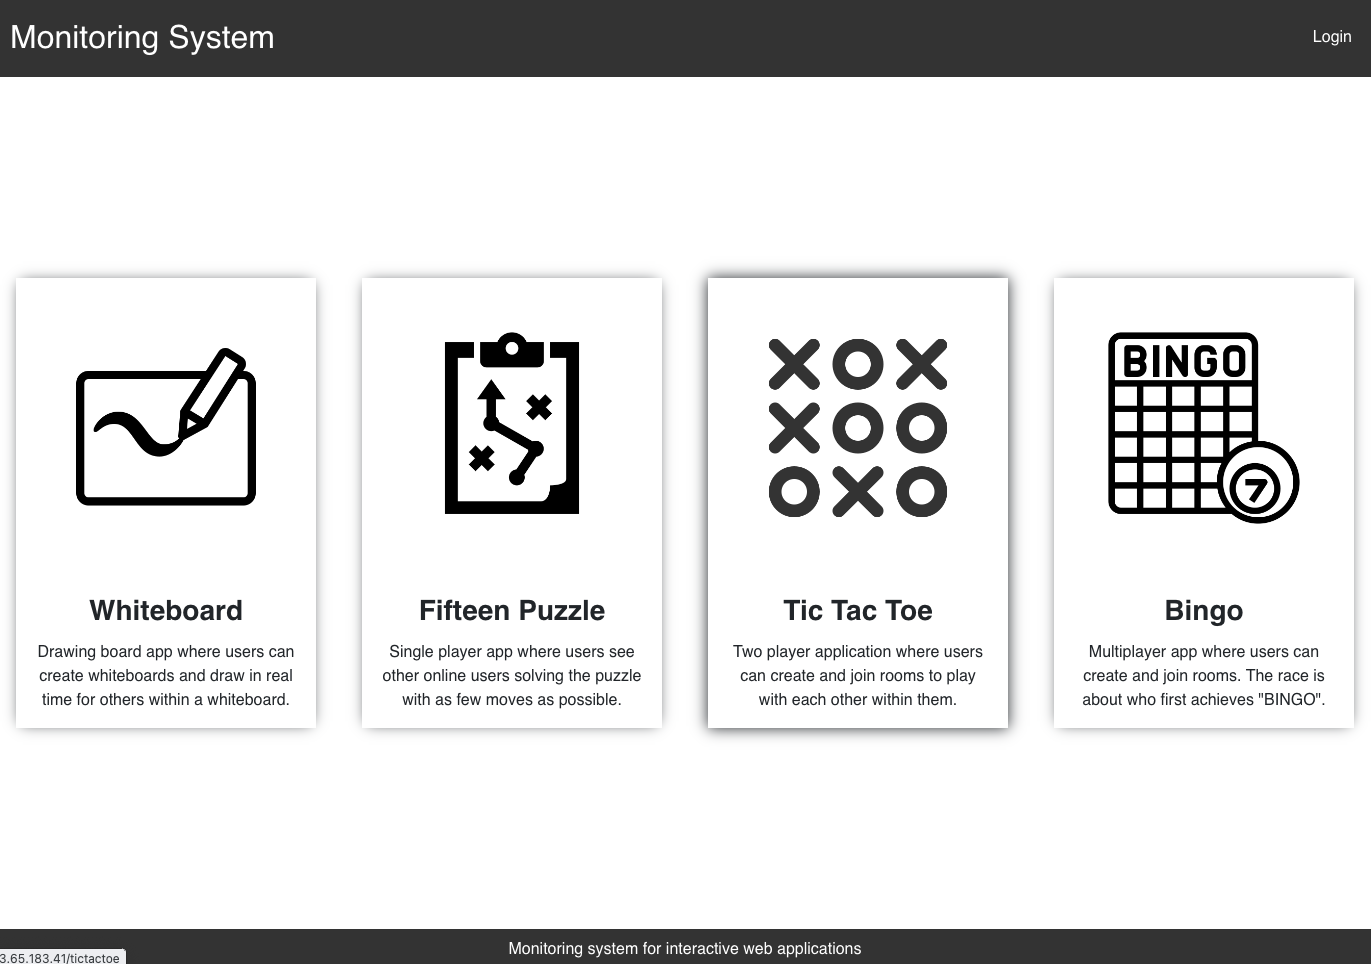 Monitoring System
Login
BINGO
7
Whiteboard
Drawing board app where users can
create whiteboards and draw in real
time for others within a whiteboard.
Fifteen Puzzle
Single player app where users see
other online users solving the puzzle
with as few moves as possible.
Tic Tac Toe
Two player application where users
can create and join rooms to play
with each other within them.
Bingo
Multiplayer app where users can
create and join rooms. The race is
about who first achieves "BINGO".
Monitoring system for interactive web applications
3.65.183.41/tictactoe